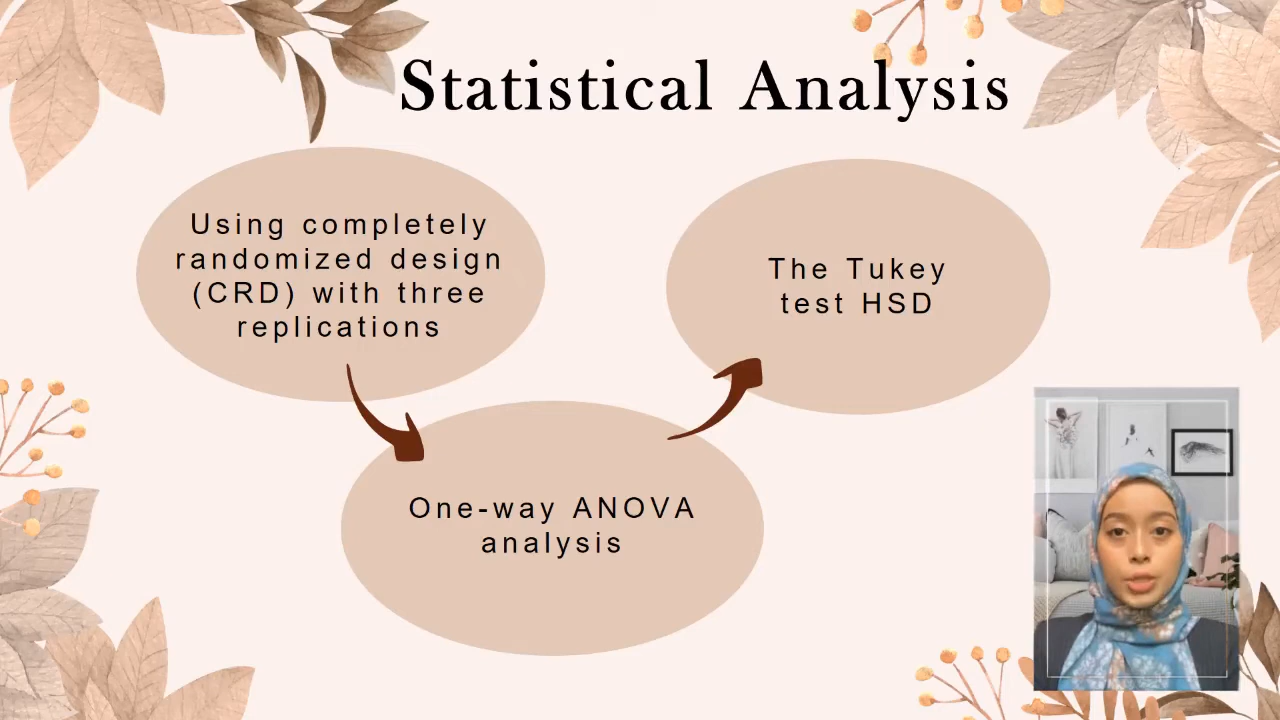 Statistical Analysis
Using completely
randomized design
(CRD) with three
replications
One-way ANOVA
analysis
The Tukey
test HSD